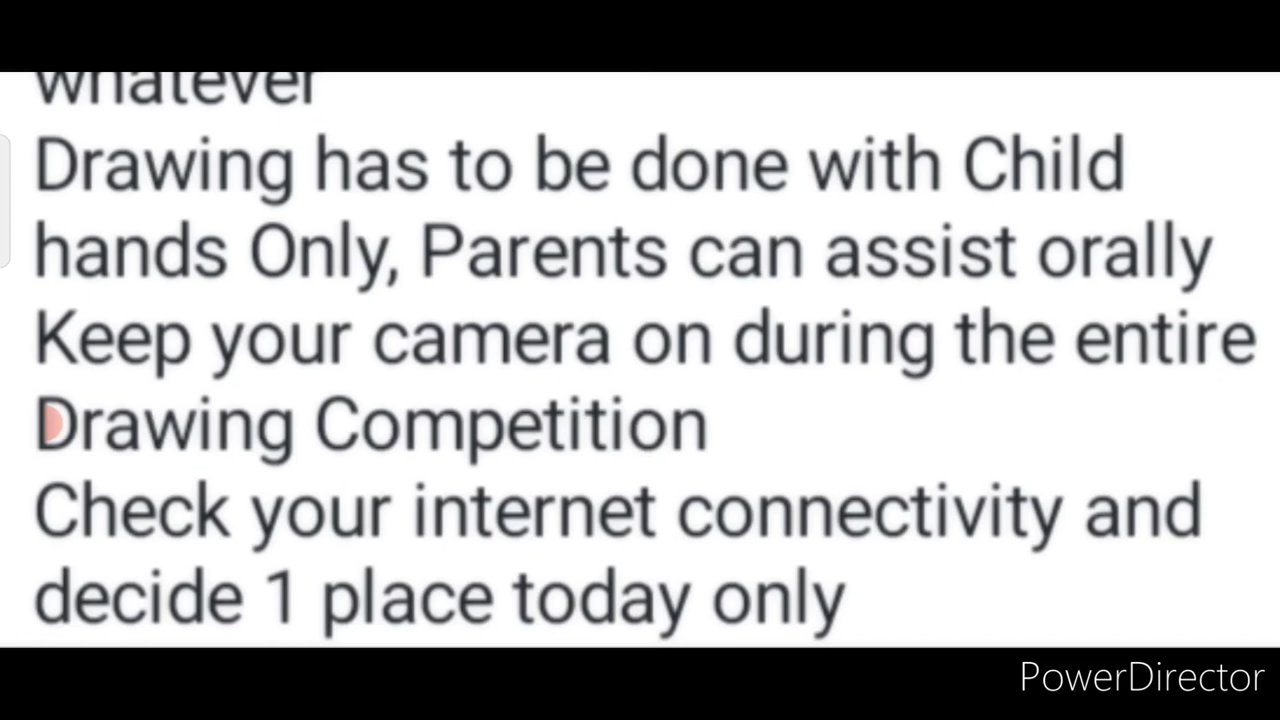 whatever
Drawing has to be done with Child
hands Only, Parents can assist orally
Keep your camera on during the entire
Drawing Competition
Check your internet connectivity and
decide 1 place today only
PowerDirector